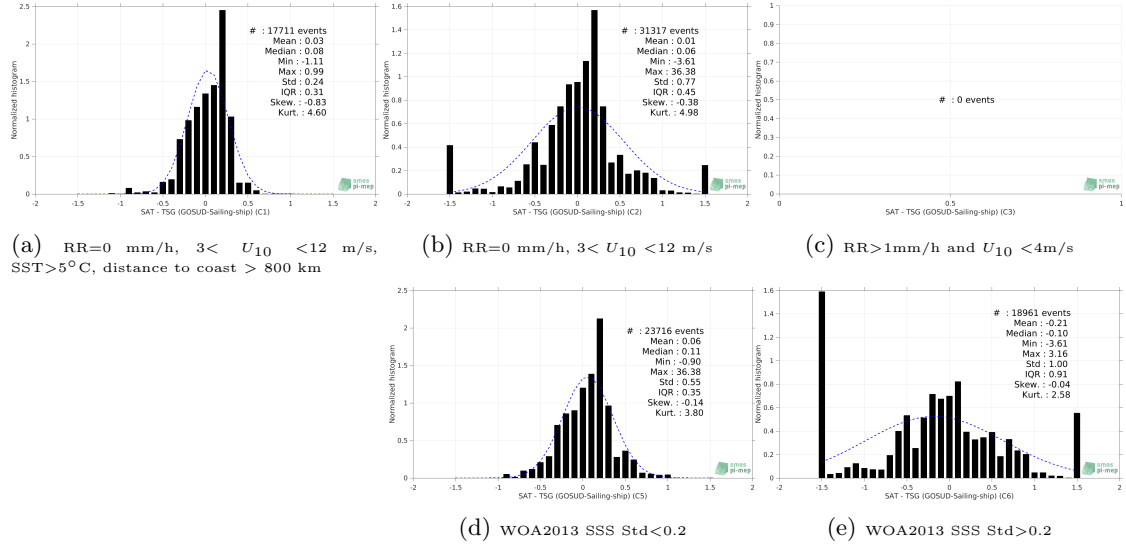 2.5
2
1.5
1
0.5
0
-2
-1.5
-1
-0.5
0
0.5
1
1.5
2
Normalized histogram
SAT - TSG (GOSUD-Sailing-ship) (C1)
# : 17711 events
Mean : 0.03
Median : 0.08
Min : -1.11
Max : 0.99
Std : 0.24
IQR : 0.31
Skew. : -0.83
Kurt. : 4.60
smos
pi-mep
(a) RR=0 mm/h, 3< U10 <12 m/s,
SST>5°C, distance to coast > 800 km
1.6
1.4
1.2
1
0.8
0.6
0.4
0.2
0
-2
-1.5
-1
-0.5
0
0.5
1
1.5
2
Normalized histogram
SAT - TSG (GOSUD-Sailing-ship) (C2)
# : 31317 events
Mean : 0.01
Median : 0.06
Min : -3.61
Max : 36.38
Std : 0.77
IQR : 0.45
Skew. : -0.38
Kurt. : 4.98
smos
pi-mep
(b) RR=0 mm/h, 3< U10 <12 m/s
1
0.9
0.8
0.7
0.6
0.5
0.4
0.3
0.2
0.1
0
0
0.5
1
Normalized histogram
SAT - TSG (GOSUD-Sailing-ship) (C3)
# : 0 events
smos
pi-mep
(c) RR>1mm/h and U10 <4m/s
2.5
2
1.5
1
0.5
0
-2
-1.5
-1
-0.5
0
0.5
1
1.5
2
Normalized histogram
SAT - TSG (GOSUD-Sailing-ship) (C5)
# : 23716 events
Mean : 0.06
Median : 0.11
Min : -0.90
Max : 36.38
Std : 0.55
IQR : 0.35
Skew. : -0.14
Kurt. : 3.80
smos
pi-mep
(d) WOA2013 SSS Std<0.2
1.6
1.4
1.2
1
0.8
0.6
0.4
0.2
0
-2
-1.5
-1
-0.5
0
0.5
1
1.5
2
Normalized histogram
SAT - TSG (GOSUD-Sailing-ship) (C6)
# : 18961 events
Mean : -0.21
Median : -0.10
Min : -3.61
Max : 3.16
Std : 1.00
IQR : 0.91
Skew. : -0.04
Kurt. : 2.58
smos
pi-mep
(e) WOA2013 SSS Std>0.2